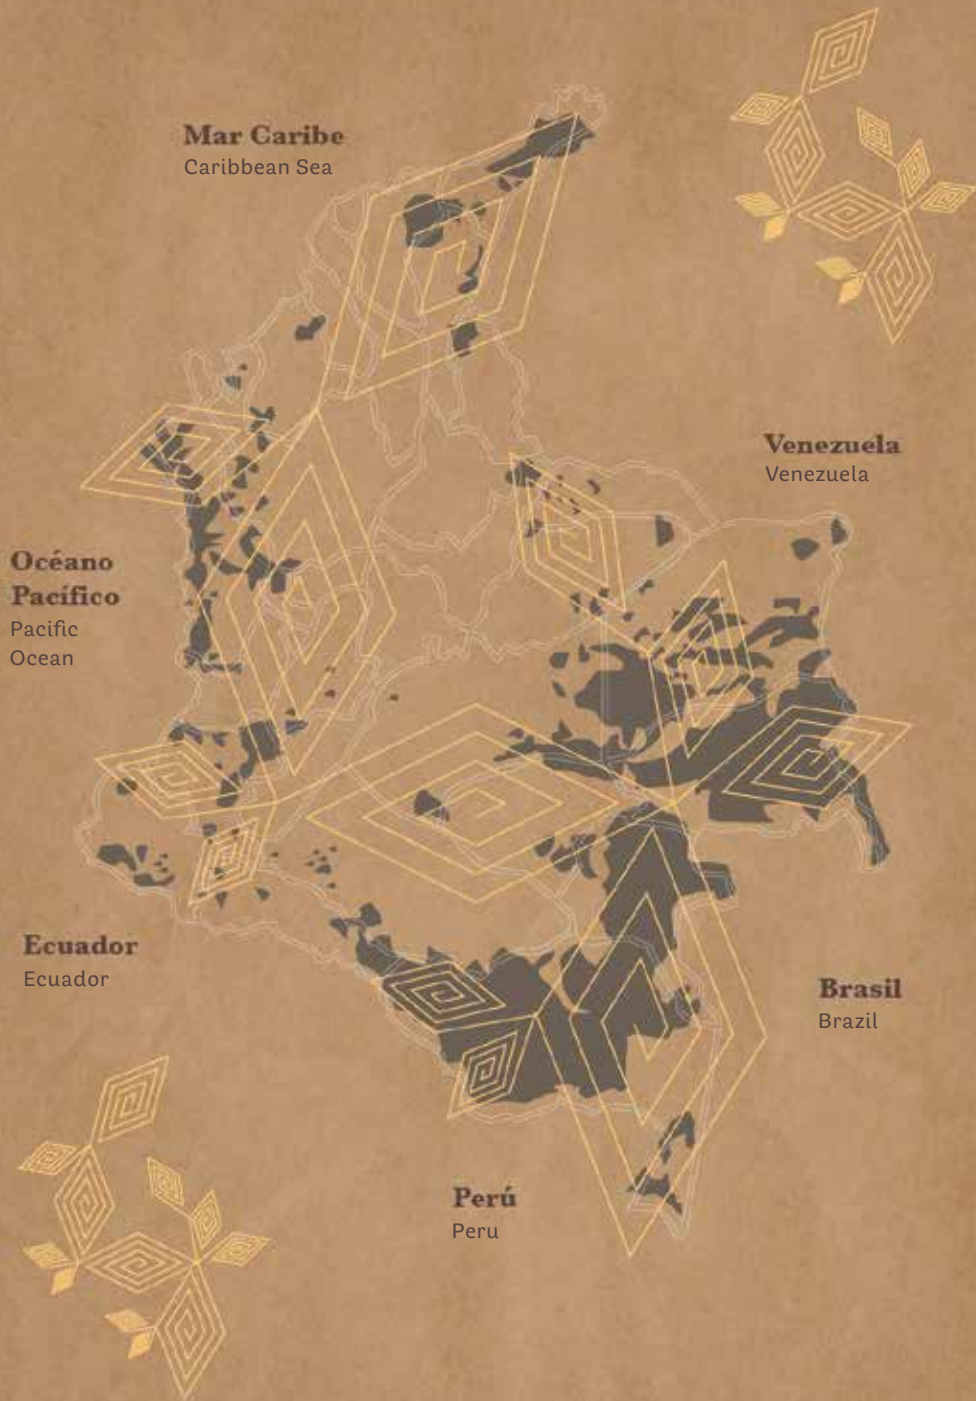 Mar Caribe
Caribbean Sea
Venezuela
Venezuela
Océano
Pacífico
Pacific
Ocean
Ecuador
Ecuador
Brasil
Brazil
Perú
Peru